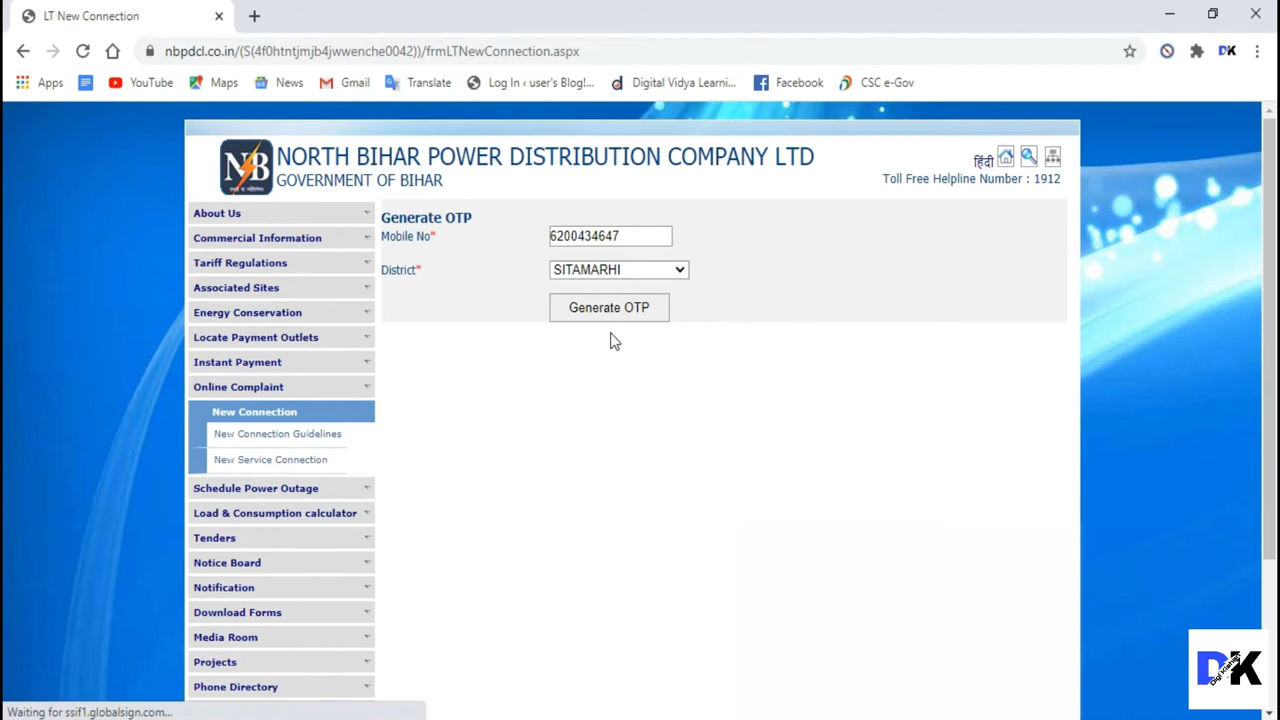 LT New Connection
nbpdcl.co.in/(S(4f0htntjmjb4jwwenche0042))/frmLTNewConnection.aspx
DK
Apps YouTube Maps News Gmail Translate Log In ‹ user's Blog!... Digital Vidya Learni... Facebook CSC e-Gov
NB
NORTH BIHAR POWER DISTRIBUTION COMPANY LTD
GOVERNMENT OF BIHAR
हिंदी
Toll Free Helpline Number : 1912
About Us
Commercial Information
Tariff Regulations
Associated Sites
Energy Conservation
Locate Payment Outlets
Instant Payment
Online Complaint
New Connection
New Connection Guidelines
New Service Connection
Schedule Power Outage
Load & Consumption calculator
Tenders
Notice Board
Notification
Download Forms
Media Room
Projects
Phone Directory
Generate OTP
Mobile No* 6200434647
District* SITAMARHI
Generate OTP
Waiting for ssif1.globalsign.com...
DK